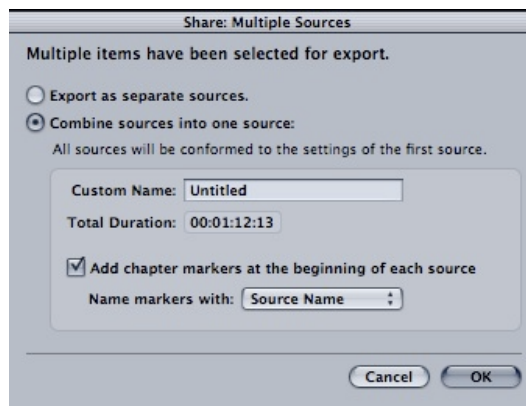 Share: Multiple Sources
Multiple items have been selected for export.
Export as separate sources.
Combine sources into one source:
All sources will be conformed to the settings of the first source.
Custom Name: Untitled
Total Duration: 00:01:12:13
Add chapter markers at the beginning of each source
Name markers with: Source Name
Cancel OK